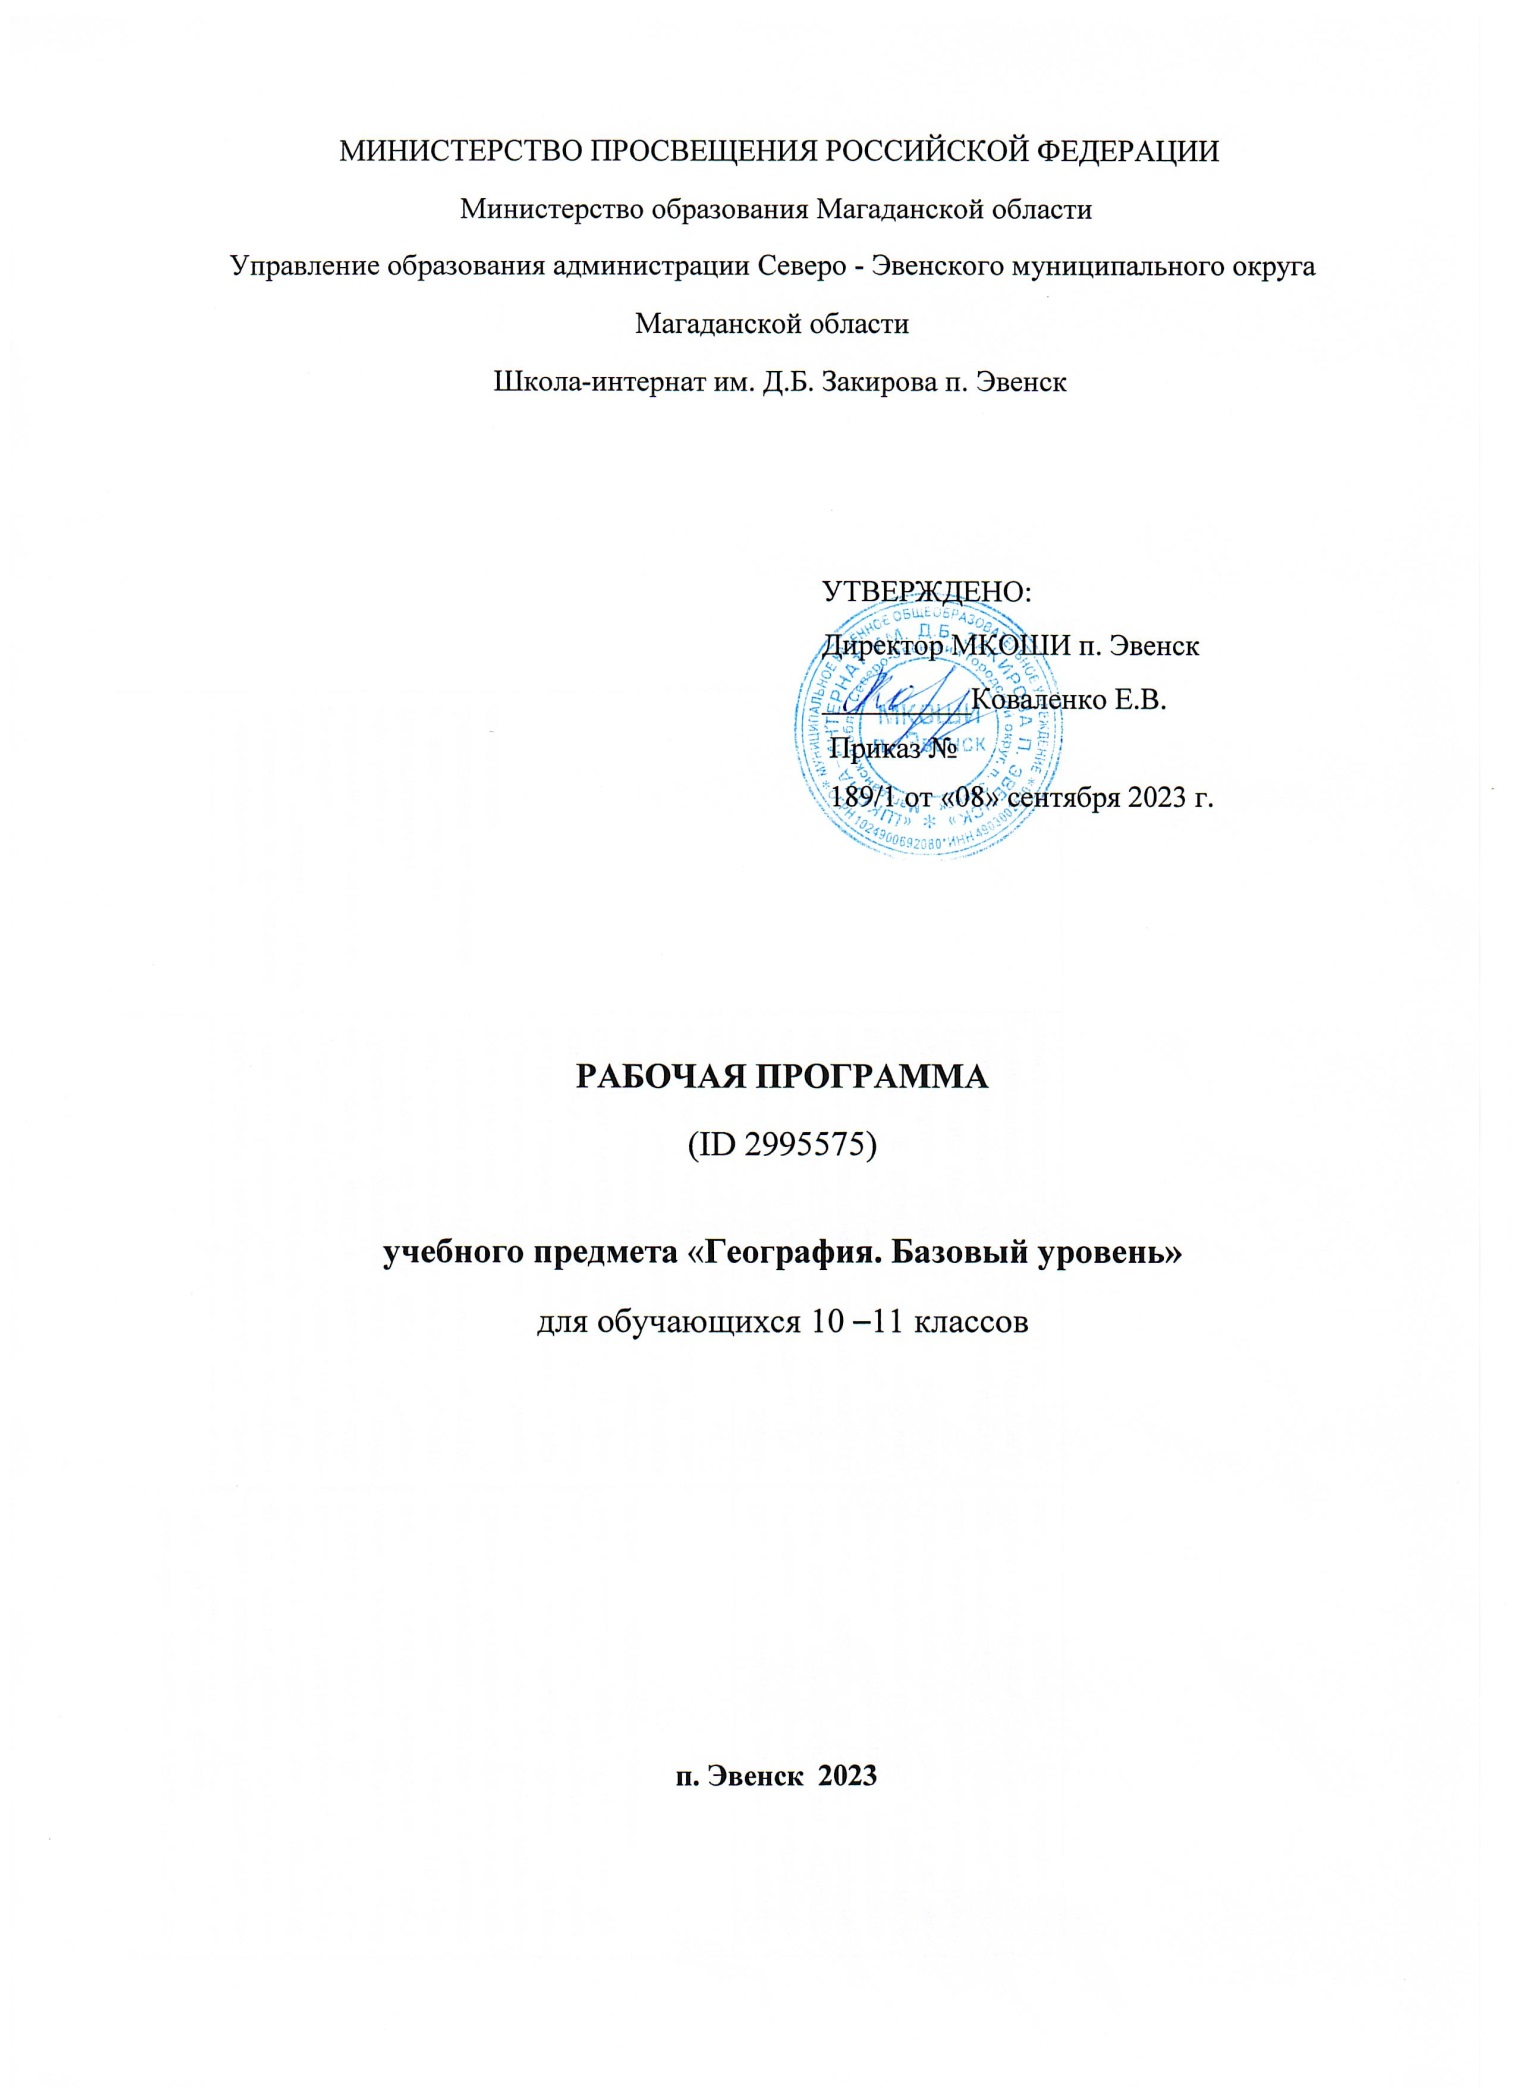 МИНИСТЕРСТВО ПРОСВЕЩЕНИЯ РОССИЙСКОЙ ФЕДЕРАЦИИ
Министерство образования Магаданской области
Управление образования администрации Северо - Эвенского муниципального округа
Магаданской области
Школа-интернат им. Д.Б. Закирова п. Эвенск
УТВЕРЖДЕНО:
Директор МКОШИ п. Эвенск
__________Коваленко Е.В.
Приказ №
189/1 от «08» сентября 2023 г.
МКОШИ
РАБОЧАЯ ПРОГРАММА
(ID 2995575)
учебного предмета «География. Базовый уровень»
для обучающихся 10 –11 классов
п. Эвенск 2023